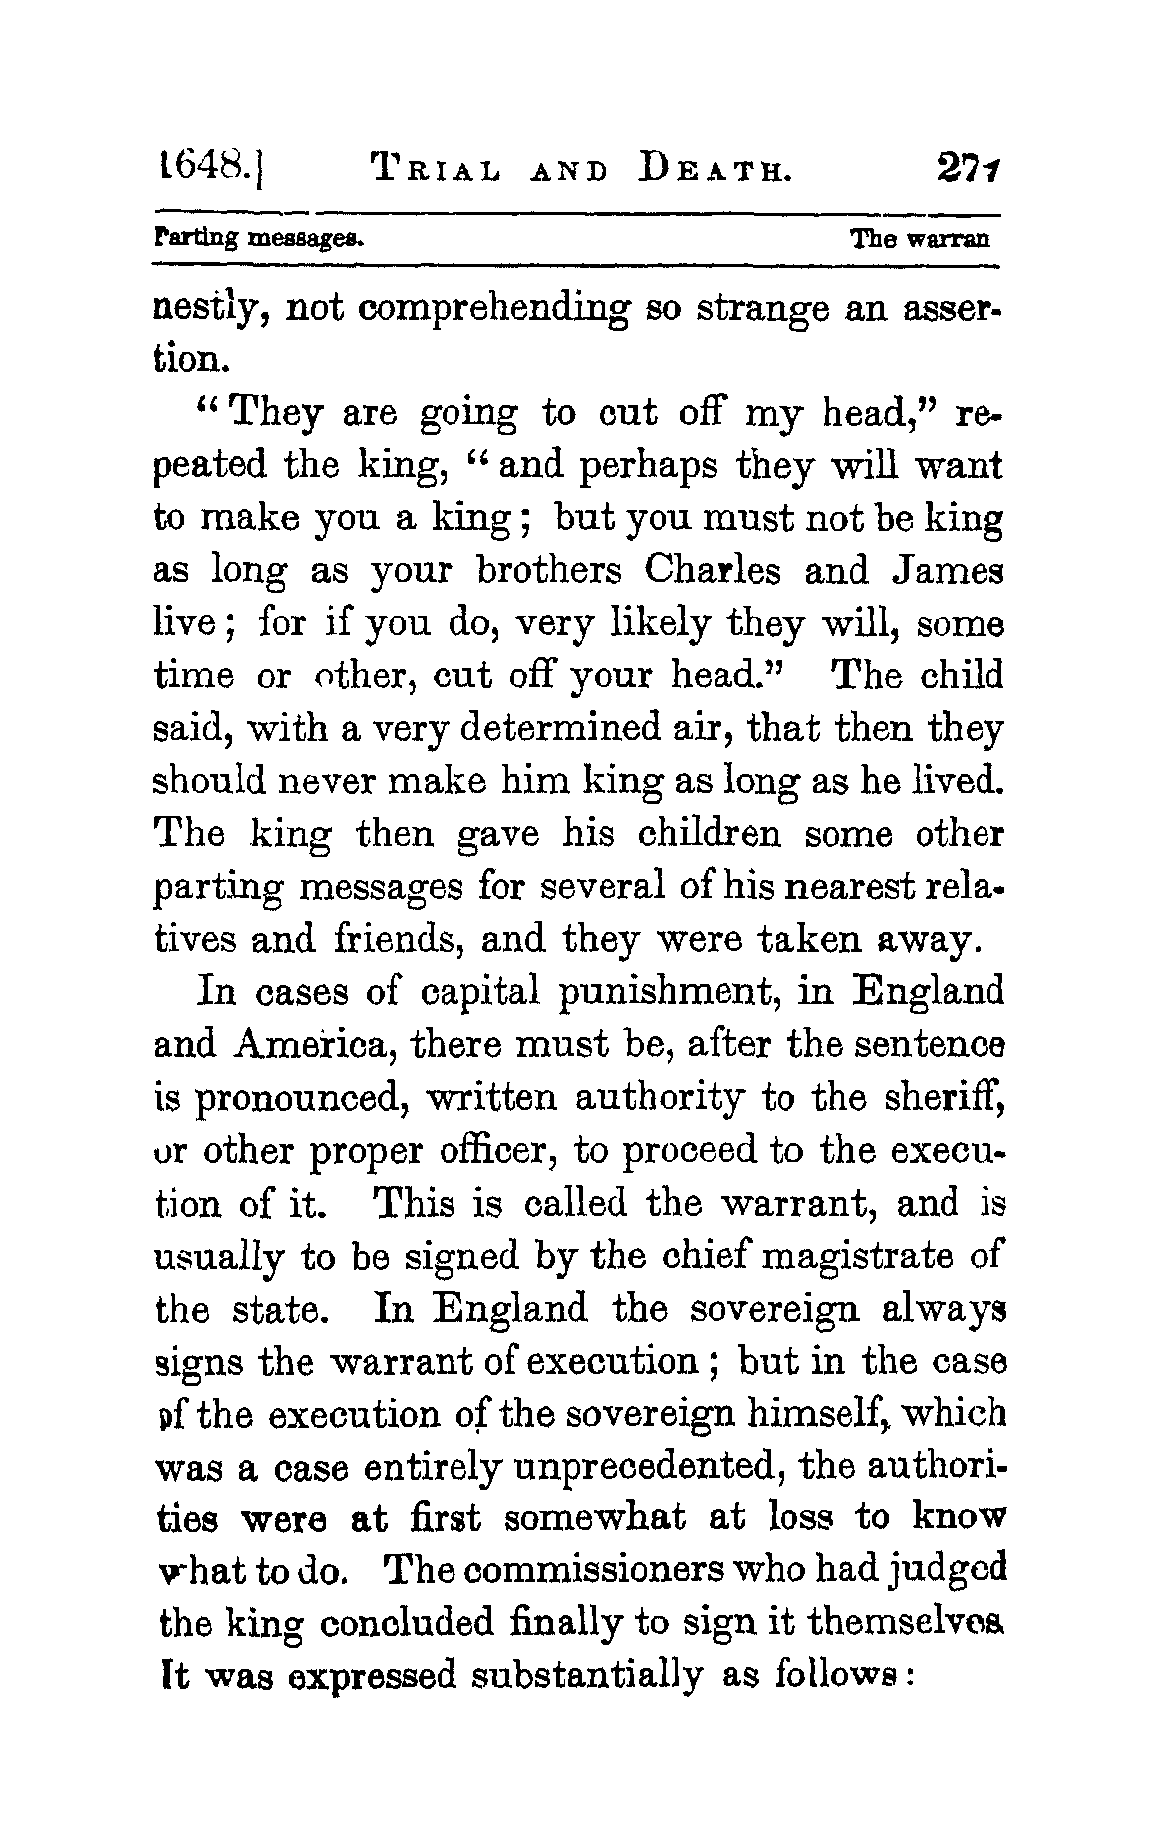 1648.] TRIAL AND DEATH. 271
Parting messages. The warran
nestly, not comprehending so strange an asser-
tion.
“They are going to cut off my head,” re-
peated the king, “and perhaps they will want
to make you a king; but you must not be king
as long as your brothers Charles and James
live; for if you do, very likely they will, some
time or other, cut off your head.” The child
said, with a very determined air, that then they
should never make him king as long as he lived.
The king then gave his children some other
parting messages for several of his nearest rela-
tives and friends, and they were taken away.
In cases of capital punishment, in England
and America, there must be, after the sentence
is pronounced, written authority to the sheriff,
or other proper officer, to proceed to the execu-
tion of it. This is called the warrant, and is
usually to be signed by the chief magistrate of
the state. In England the sovereign always
signs the warrant of execution; but in the case
of the execution of the sovereign himself, which
was a case entirely unprecedented, the authori-
ties were at first somewhat at loss to know
what to do. The commissioners who had judged
the king concluded finally to sign it themselves.
It was expressed substantially as follows: